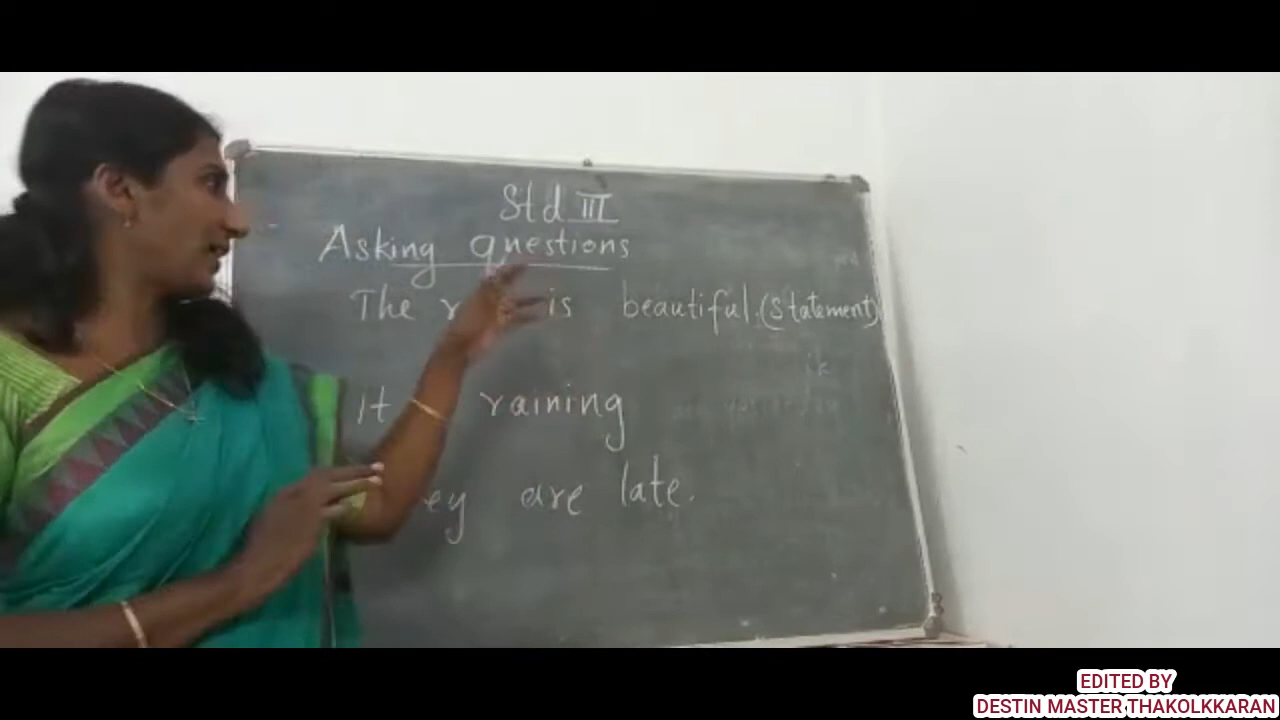 Std III
Asking questions
The is beautiful. (Statement)
It raining
are late.
EDITED BY
DESTIN MASTER THAKOLKKARAN